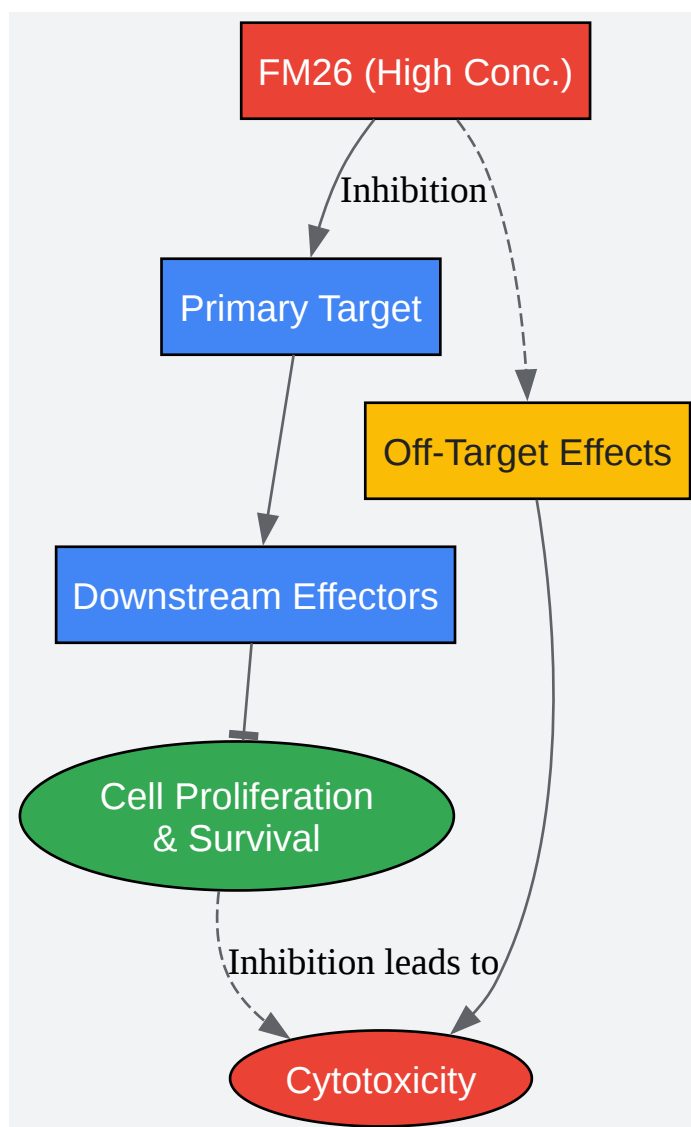 FM26 (High Conc.)
Inhibition
Primary Target
Off-Target Effects
Downstream Effectors
Cell Proliferation
& Survival
Inhibition leads to
Cytotoxicity